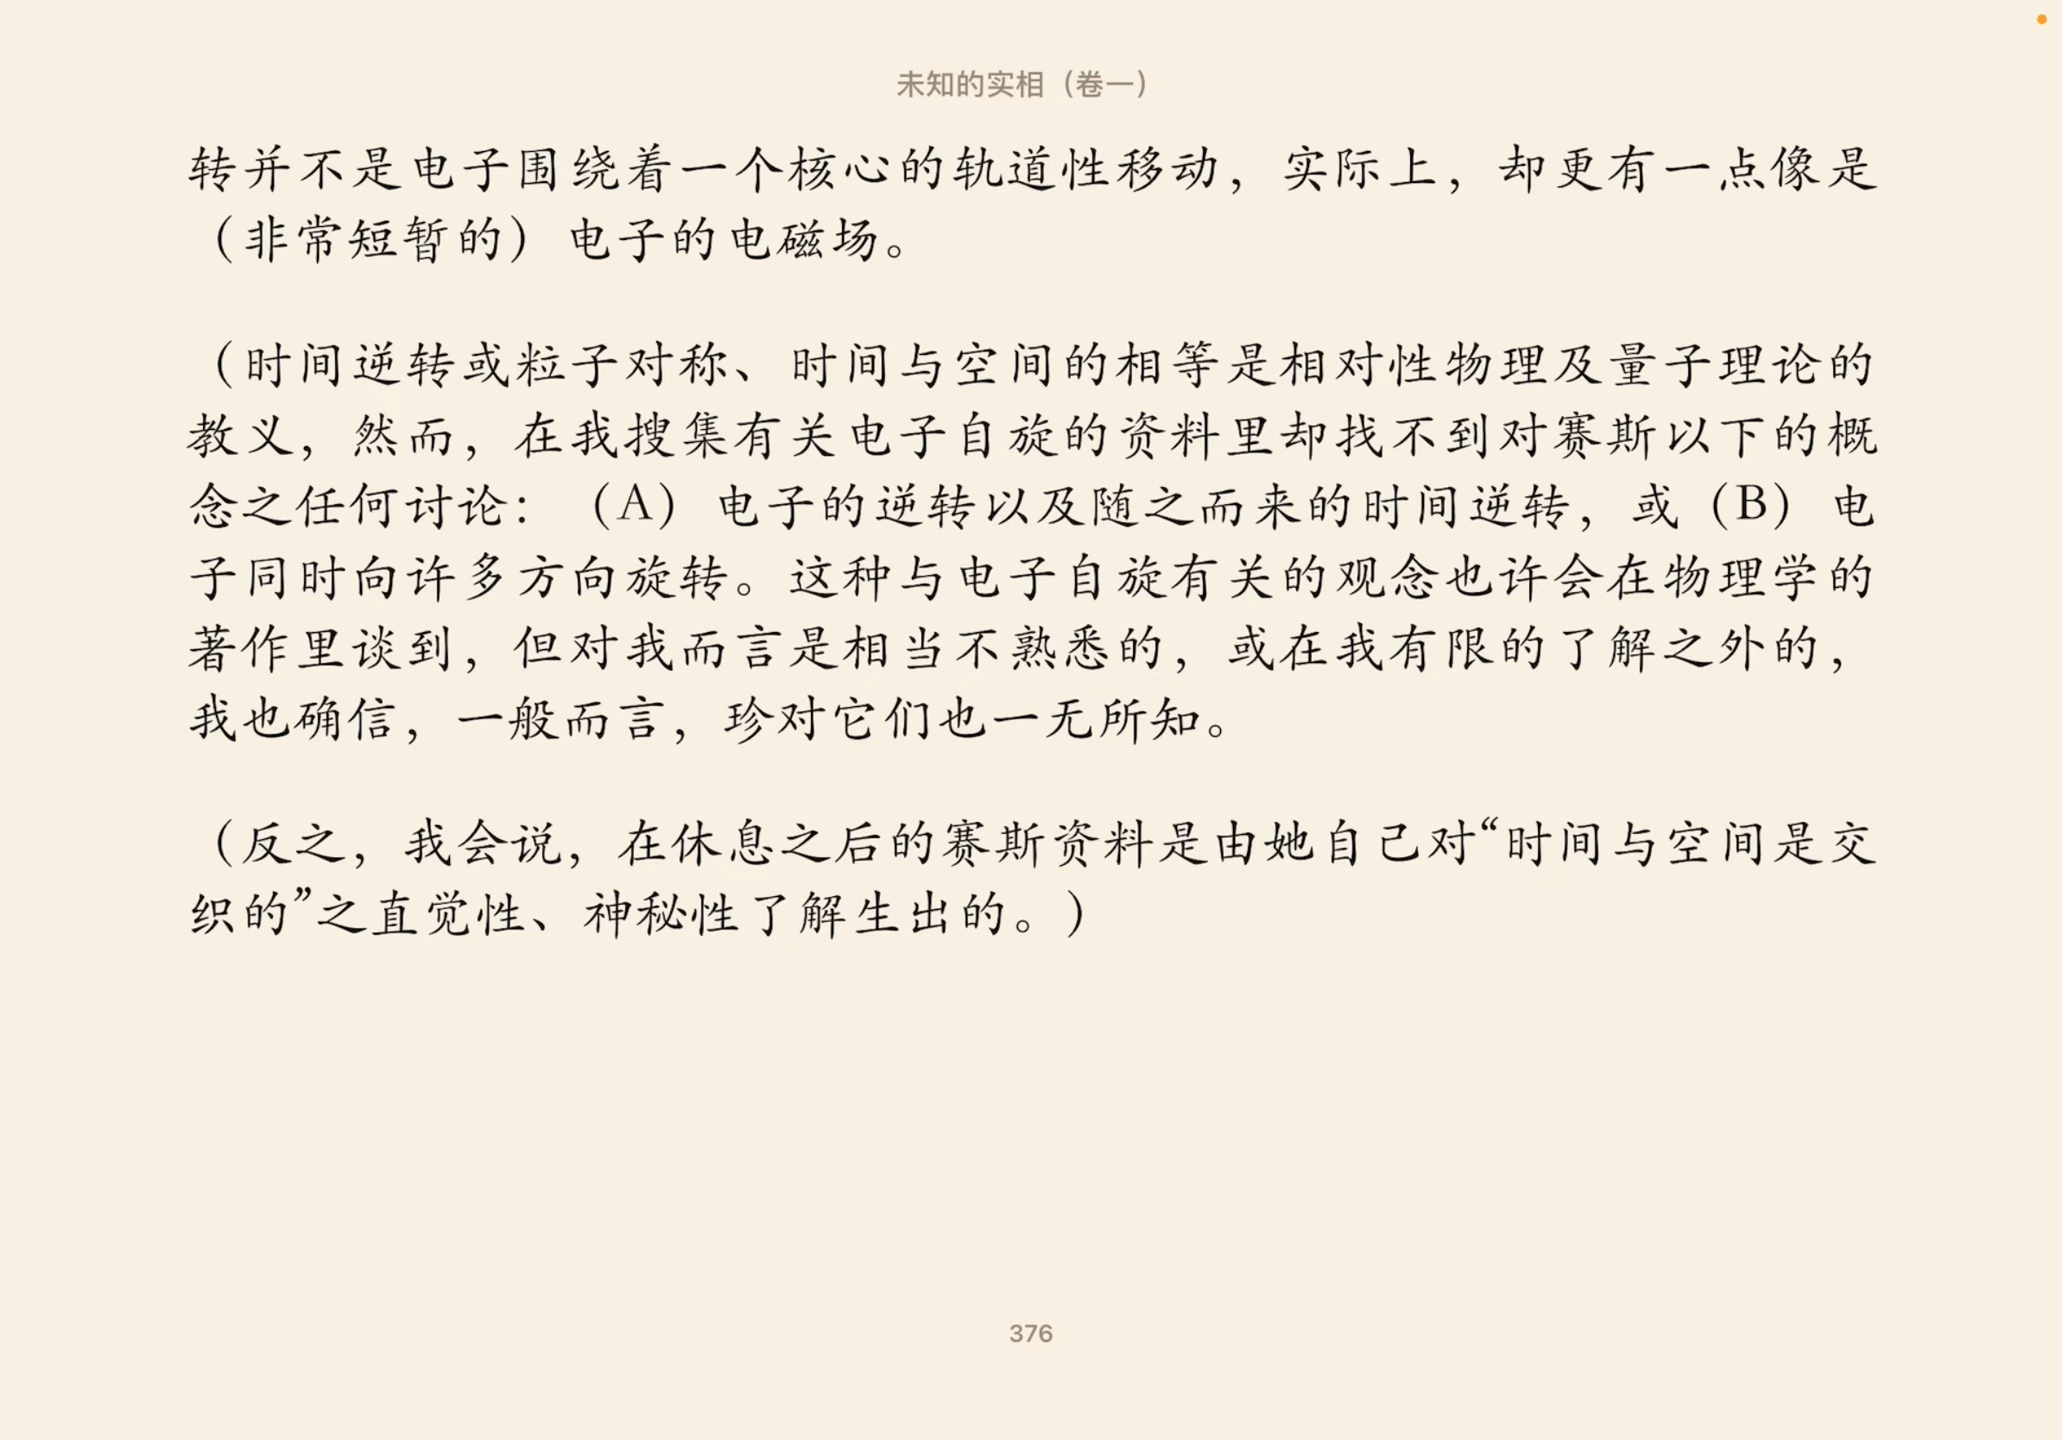 未知的实相（卷一）
转并不是电子围绕着一个核心的轨道性移动，实际上，却更有一点像是
（非常短暂的）电子的电磁场。
（时间逆转或粒子对称、时间与空间的相等是相对性物理及量子理论的
教义，然而，在我搜集有关电子自旋的资料里却找不到对赛斯以下的概
念之任何讨论：（A）电子的逆转以及随之而来的时间逆转，或（B）电
子同时向许多方向旋转。这种与电子自旋有关的观念也许会在物理学的
著作里谈到，但对我而言是相当不熟悉的，或在我有限的了解之外的，
我也确信，一般而言，珍对它们也一无所知。
（反之，我会说，在休息之后的赛斯资料是由她自己对“时间与空间是交
织的”之直觉性、神秘性了解生出的。）
376